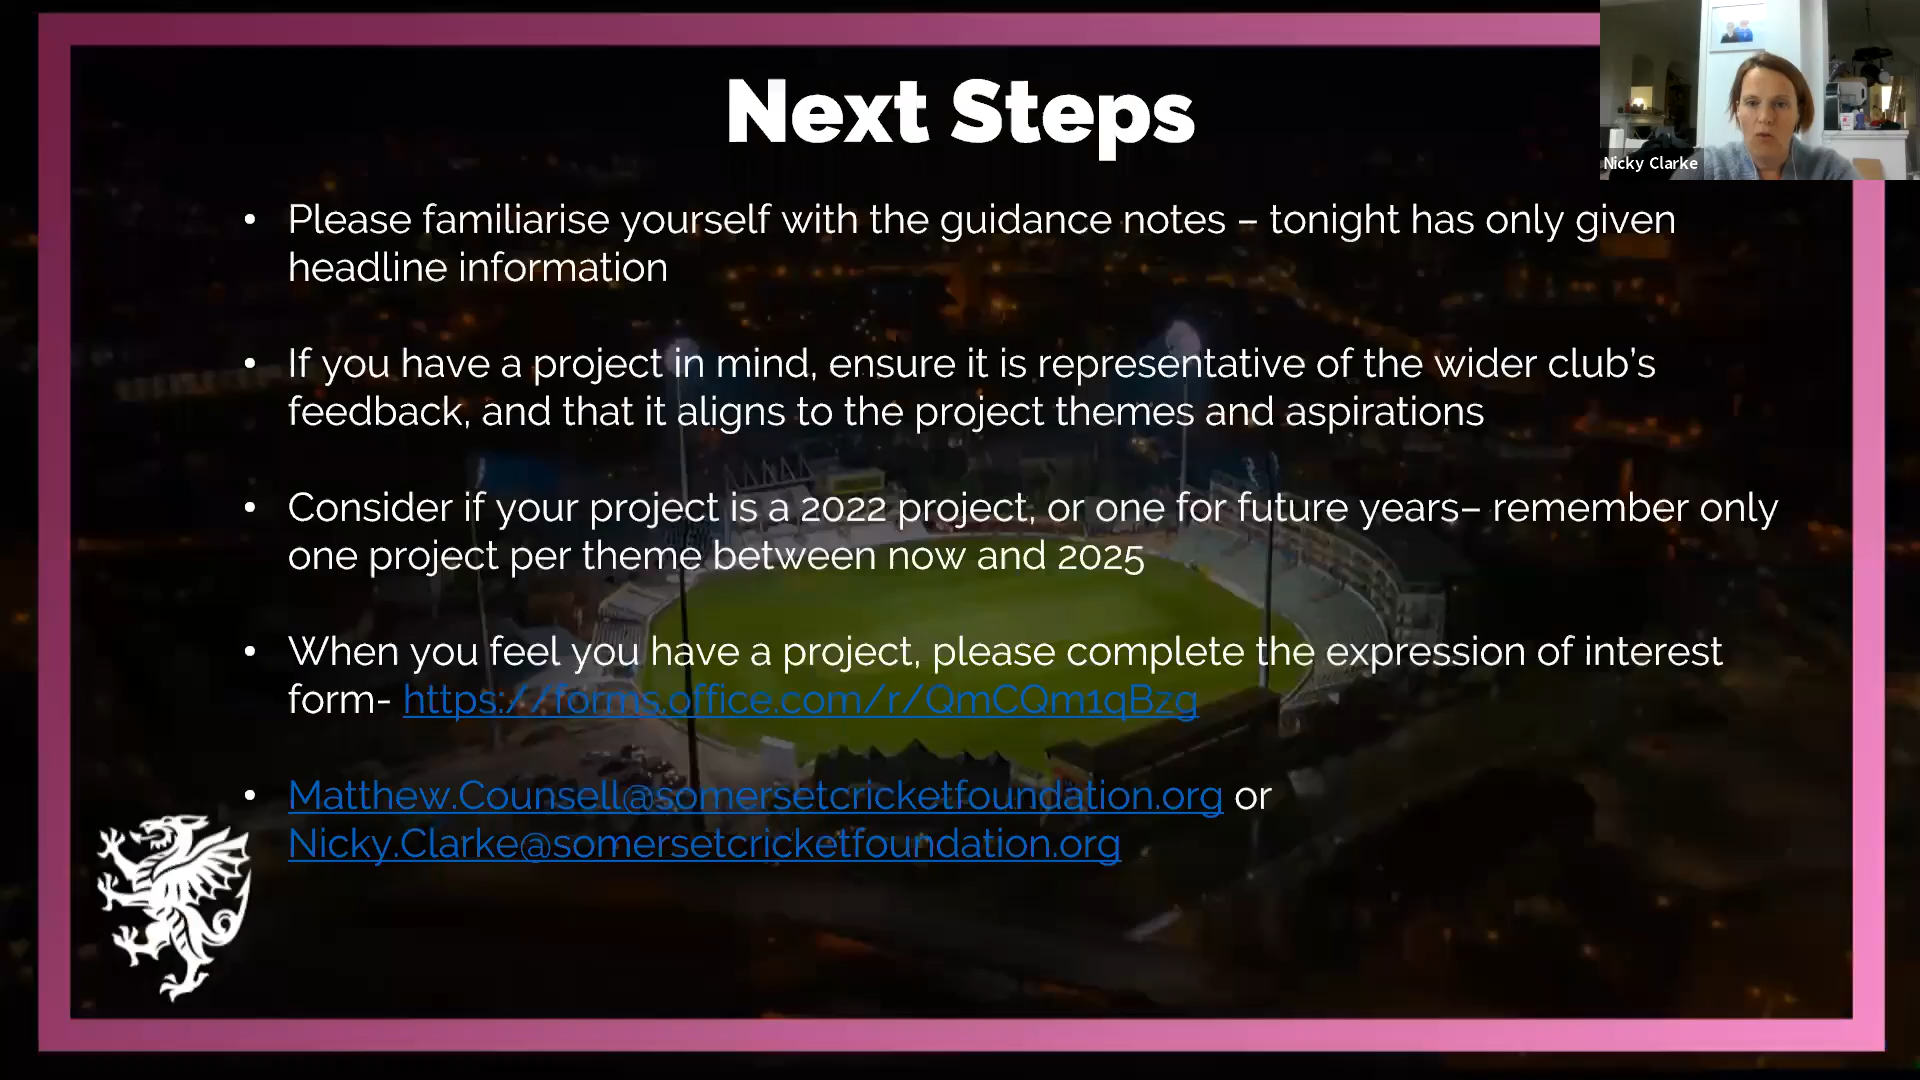 Next Steps
Nicky Clarke
• Please familiarise yourself with the guidance notes – tonight has only given
headline information
• If you have a project in mind, ensure it is representative of the wider club’s
feedback, and that it aligns to the project themes and aspirations
• Consider if your project is a 2022 project, or one for future years– remember only
one project per theme between now and 2025
• When you feel you have a project, please complete the expression of interest
form- https://forms.office.com/r/QmCQm1qBzg
• Matthew.Counsell@somersetcricketfoundation.org or
Nicky.Clarke@somersetcricketfoundation.org